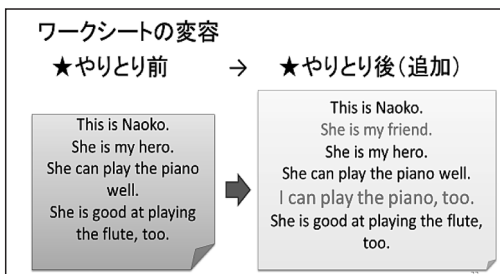 ワークシートの変容
★やりとり前 → ★やりとり後(追加)
This is Naoko.
She is my hero.
She can play the piano
well.
She is good at playing
the flute, too.
This is Naoko.
She is my friend.
She is my hero.
She can play the piano well.
I can play the piano, too.
She is good at playing the flute,
too.